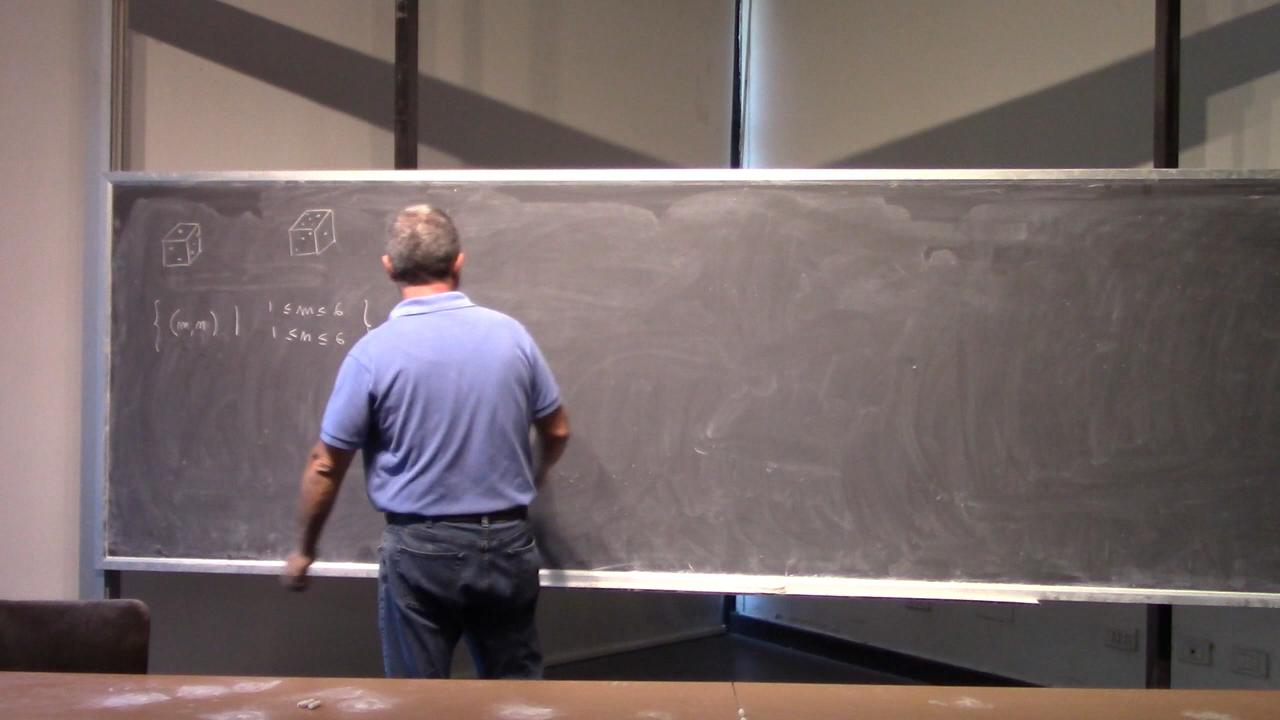 { (m,n) | 1 ≤ m ≤ 6 }
1 ≤ n ≤ 6